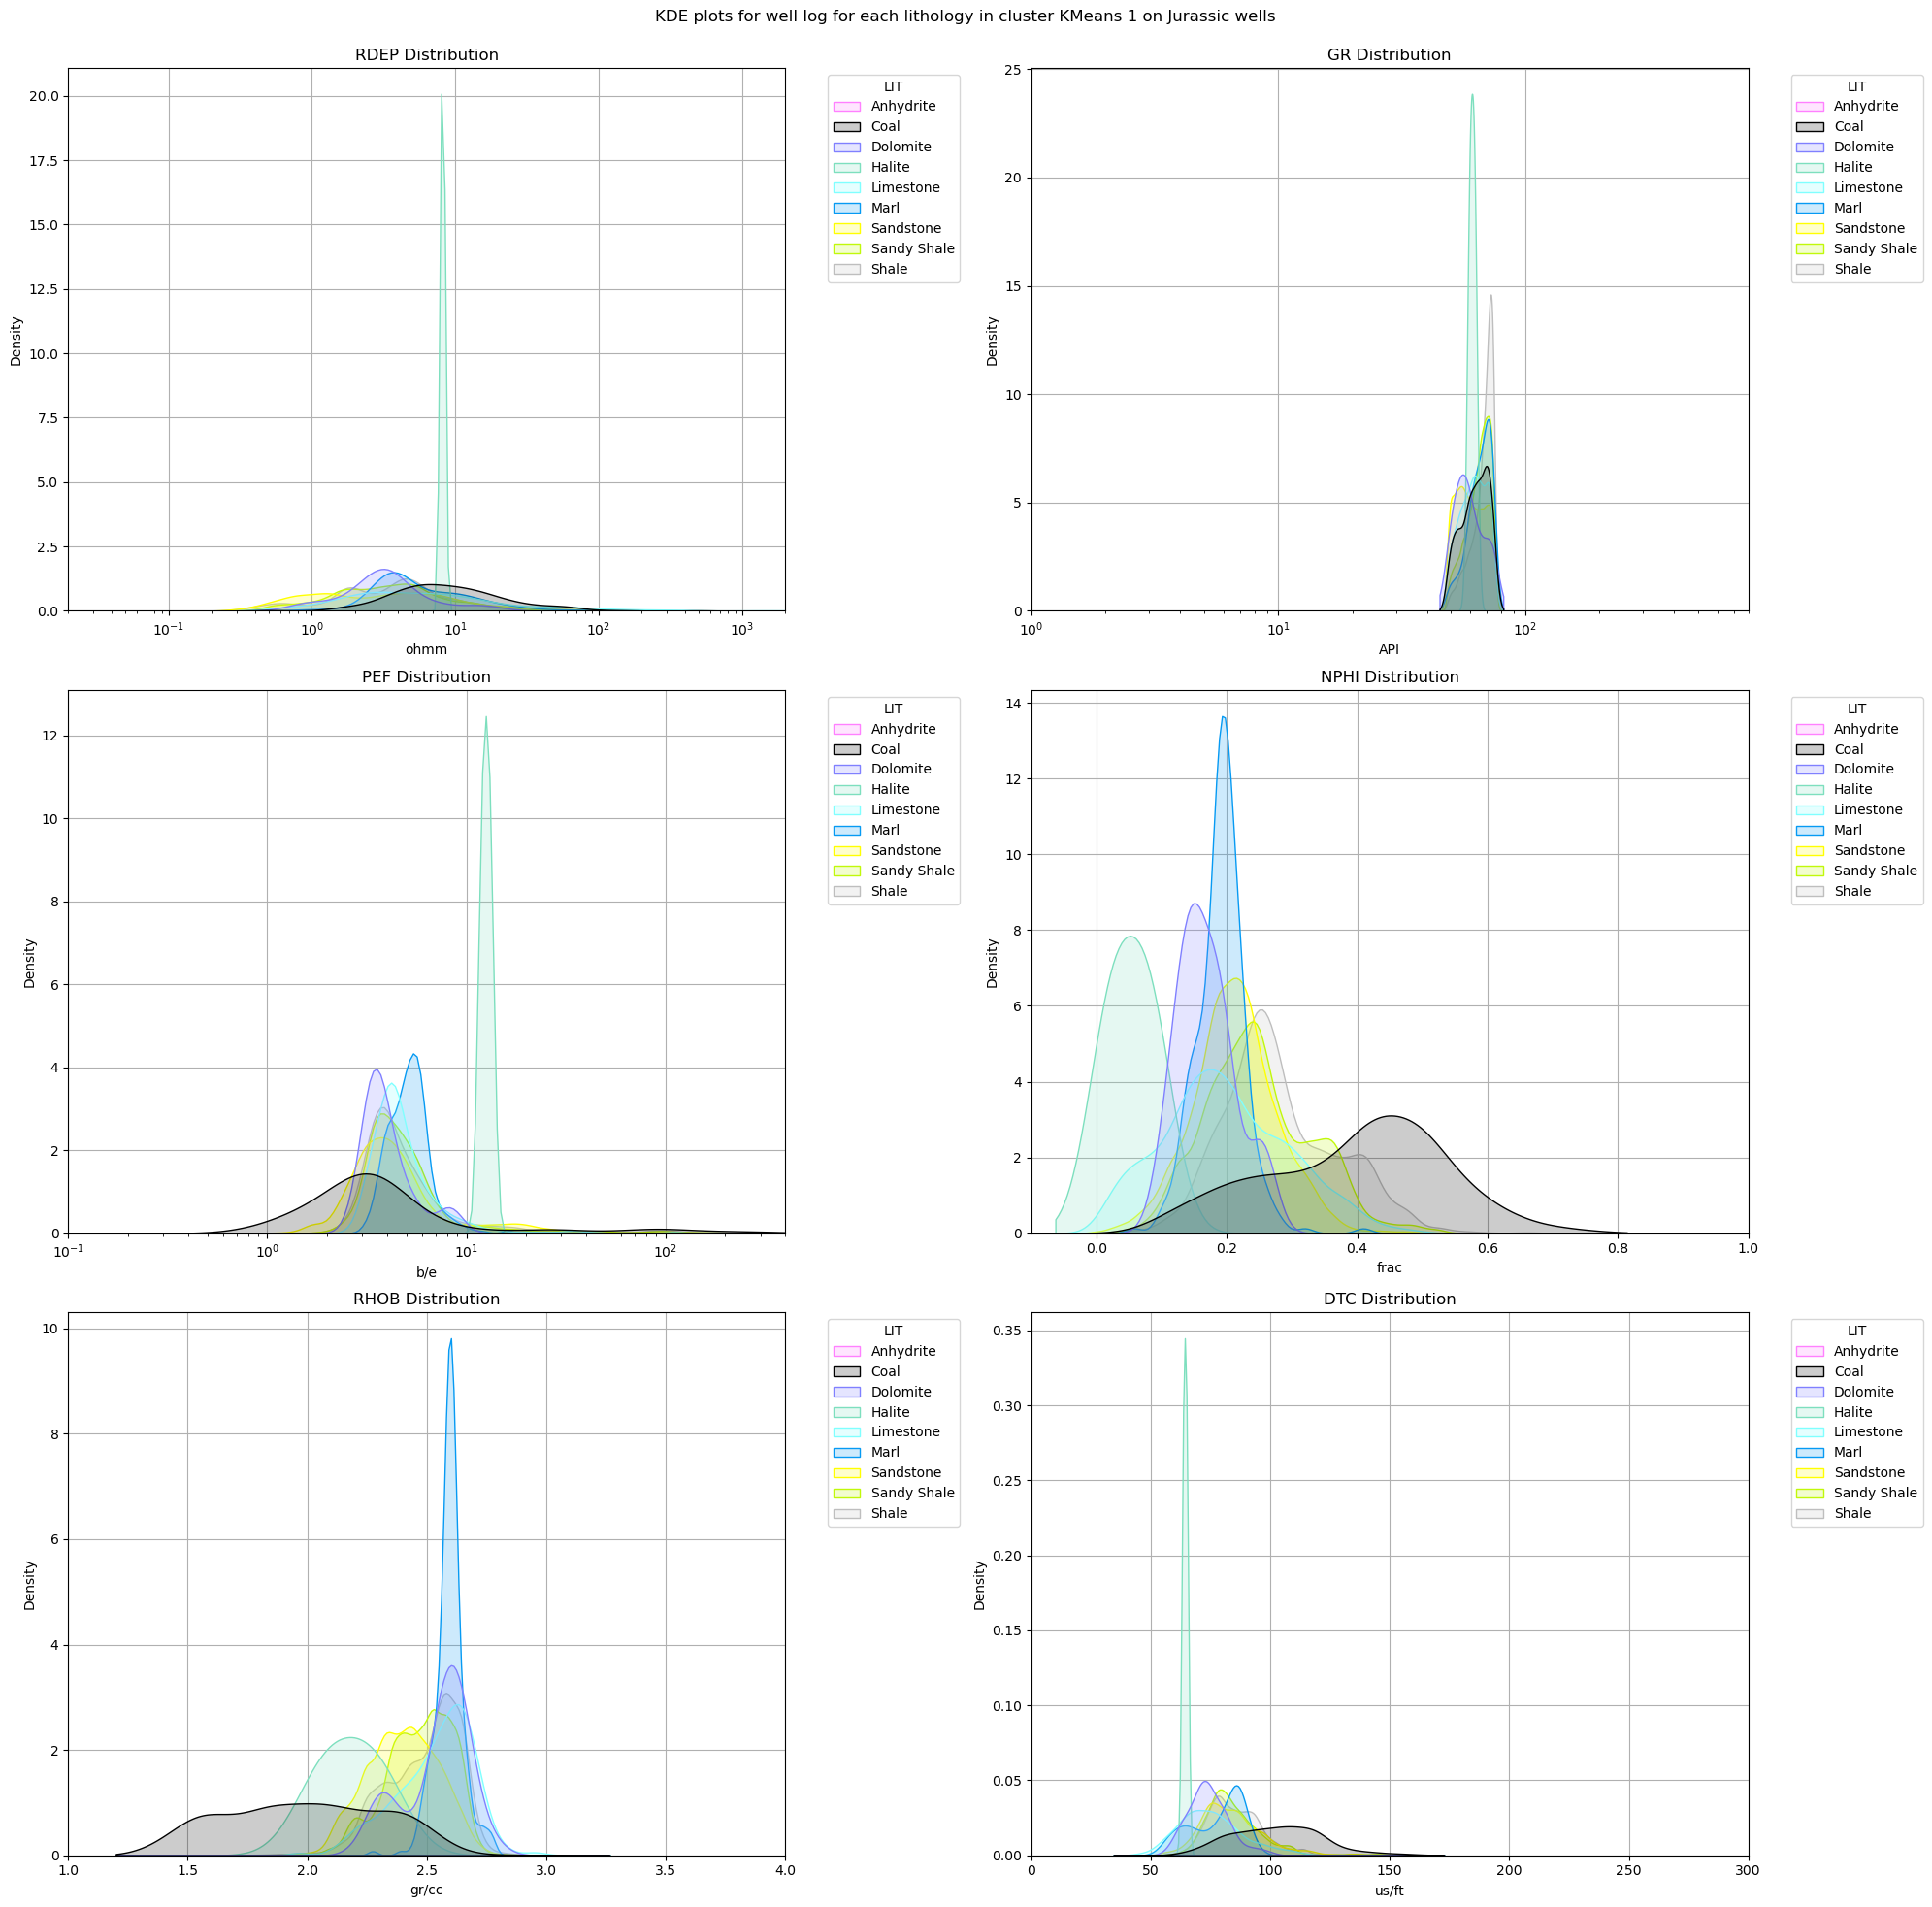 KDE plots for well log for each lithology in cluster KMeans 1 on Jurassic wells
RDEP Distribution
Density
20.0
17.5
15.0
12.5
10.0
7.5
5.0
2.5
0.0
10⁻¹ 10⁰ 10¹ 10² 10³
ohmm
LIT
Anhydrite
Coal
Dolomite
Halite
Limestone
Marl
Sandstone
Sandy Shale
Shale
GR Distribution
Density
25
20
15
10
5
0
10⁰ 10¹ 10²
API
LIT
Anhydrite
Coal
Dolomite
Halite
Limestone
Marl
Sandstone
Sandy Shale
Shale
PEF Distribution
Density
12
10
8
6
4
2
0
10⁻¹ 10⁰ 10¹ 10²
b/e
LIT
Anhydrite
Coal
Dolomite
Halite
Limestone
Marl
Sandstone
Sandy Shale
Shale
NPHI Distribution
Density
14
12
10
8
6
4
2
0
0.0 0.2 0.4 0.6 0.8 1.0
frac
LIT
Anhydrite
Coal
Dolomite
Halite
Limestone
Marl
Sandstone
Sandy Shale
Shale
RHOB Distribution
Density
10
8
6
4
2
0
1.0 1.5 2.0 2.5 3.0 3.5 4.0
gr/cc
LIT
Anhydrite
Coal
Dolomite
Halite
Limestone
Marl
Sandstone
Sandy Shale
Shale
DTC Distribution
Density
0.35
0.30
0.25
0.20
0.15
0.10
0.05
0.00
0 50 100 150 200 250 300
us/ft
LIT
Anhydrite
Coal
Dolomite
Halite
Limestone
Marl
Sandstone
Sandy Shale
Shale